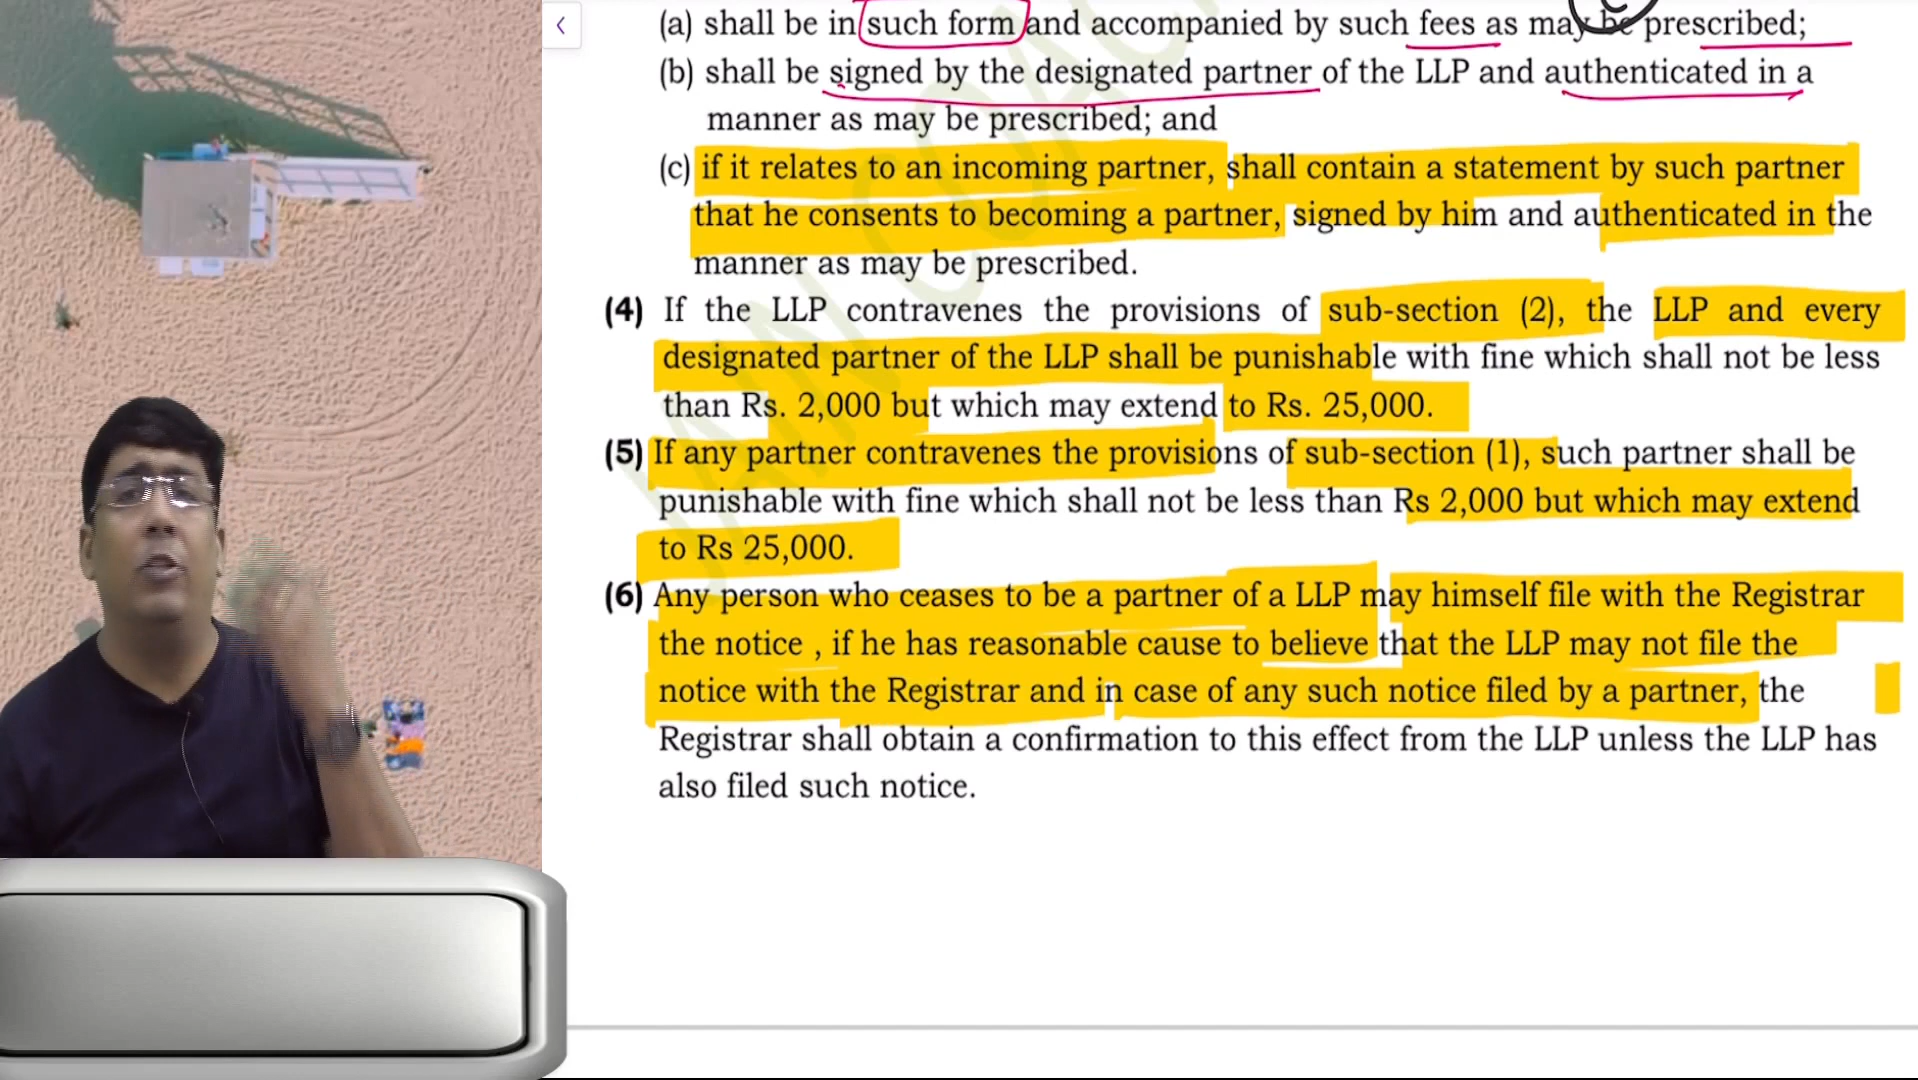 (a) shall be in such form and accompanied by such fees as may be prescribed;
(b) shall be signed by the designated partner of the LLP and authenticated in a
manner as may be prescribed; and
(c) if it relates to an incoming partner, shall contain a statement by such partner
that he consents to becoming a partner, signed by him and authenticated in the
manner as may be prescribed.
(4) If the LLP contravenes the provisions of sub-section (2), the LLP and every
designated partner of the LLP shall be punishable with fine which shall not be less
than Rs. 2,000 but which may extend to Rs. 25,000.
(5) If any partner contravenes the provisions of sub-section (1), such partner shall be
punishable with fine which shall not be less than Rs 2,000 but which may extend
to Rs 25,000.
(6) Any person who ceases to be a partner of a LLP may himself file with the Registrar
the notice , if he has reasonable cause to believe that the LLP may not file the
notice with the Registrar and in case of any such notice filed by a partner, the
Registrar shall obtain a confirmation to this effect from the LLP unless the LLP has
also filed such notice.